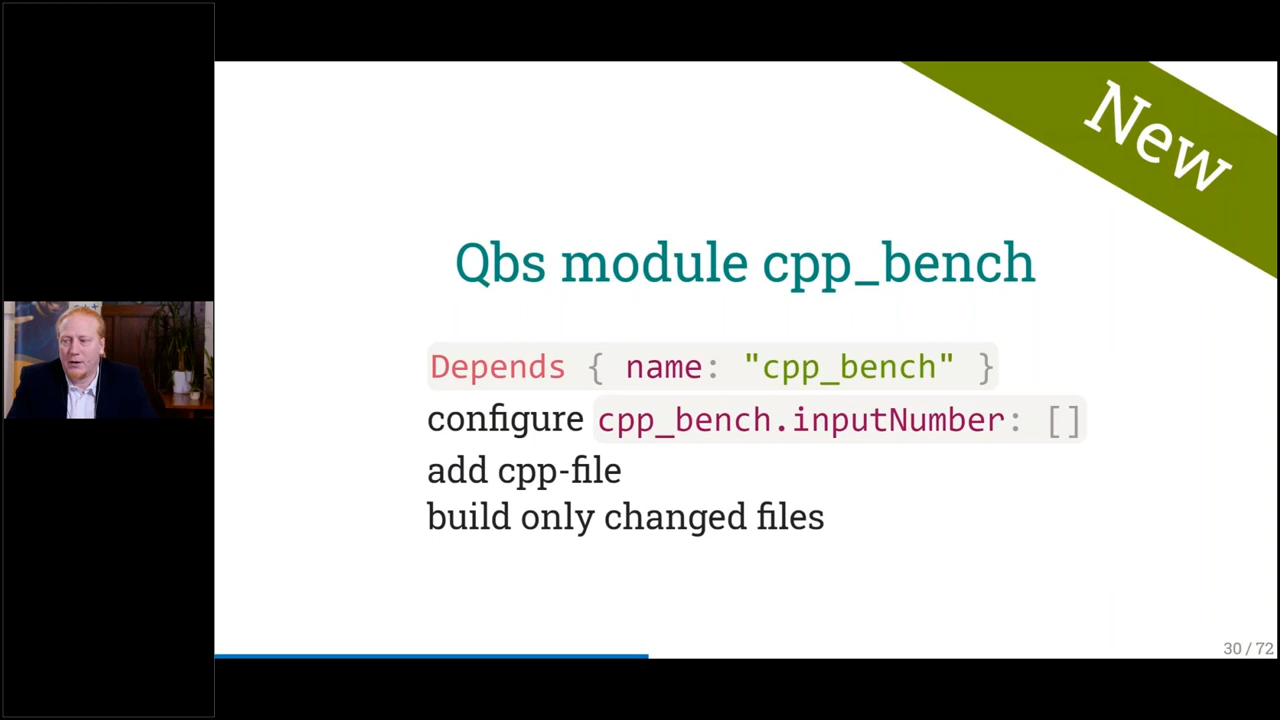 New
Qbs module cpp_bench
Depends { name: "cpp_bench" }
configure cpp_bench.inputNumber: []
add cpp-file
build only changed files
30 / 72